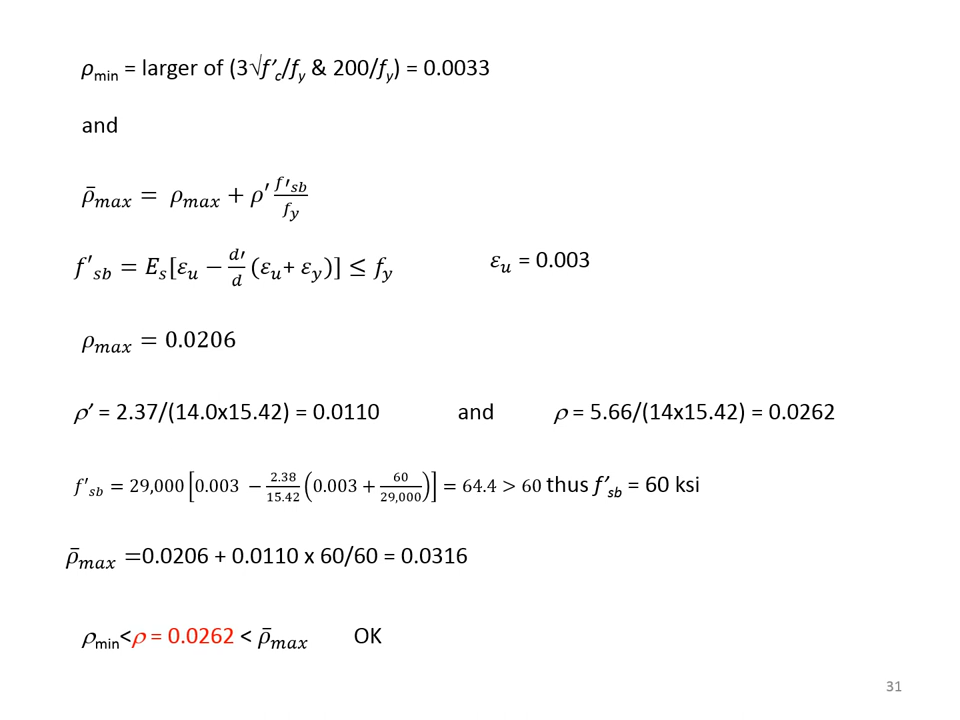 ρmin = larger of (3√f′c/fy & 200/fy) = 0.0033
and
ρ̄max = ρmax + ρ′ f′sb/fy
f′sb = Es[εu − d′/d (εu+ εy)] ≤ fy εu = 0.003
ρmax = 0.0206
ρ′ = 2.37/(14.0x15.42) = 0.0110 and ρ = 5.66/(14x15.42) = 0.0262
f′sb = 29,000 [0.003 − 2.38/15.42 (0.003 + 60/29,000)] = 64.4 > 60 thus f′sb = 60 ksi
ρ̄max =0.0206 + 0.0110 x 60/60 = 0.0316
ρmin<ρ = 0.0262 < ρ̄max OK
31